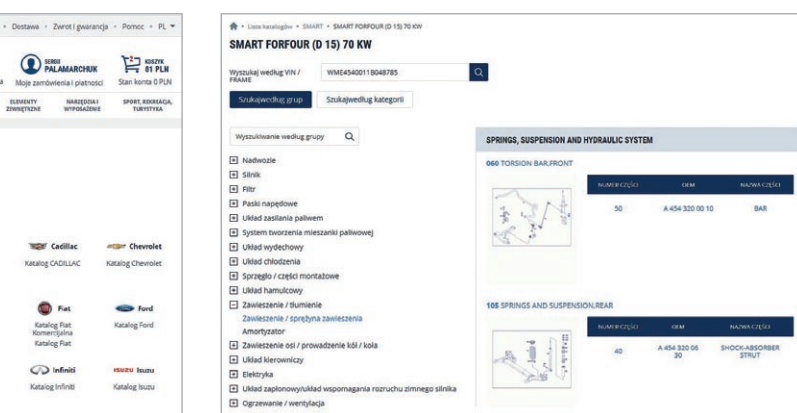 • Dostawa • Zwrot i gwarancja • Pomoc • PL
SERGII
PALAMARCHUK
KOSZYK
81 PLN
Moje zamówienia i płatności
Stan konta 0 PLN
ELEMENTY
ZEWNĘTRZNE
NARZĘDZIA I
WYPOSAŻENIE
SPORT, REKREACJA,
TURYSTYKA
Cadillac
Chevrolet
Katalog CADILLAC
Katalog Chevrolet
Fiat
Ford
Katalog Fiat
Komercijalna
Katalog Fiat
Katalog Ford
Infiniti
ISUZU Isuzu
Katalog Infiniti
Katalog Isuzu
• Lista katalogów • SMART • SMART FORFOUR (D 15) 70 KW
SMART FORFOUR (D 15) 70 KW
Wyszukaj według VIN /
FRAME
WME4540011B048785
Szukajwedług grup
Szukajwedług kategorii
Wyszukiwanie według grupy
Nadwozie
Silnik
Filtr
Paski napędowe
Układ zasilania paliwem
System tworzenia mieszanki paliwowej
Układ wydechowy
Układ chłodzenia
Sprzęgło / części montażowe
Układ hamulcowy
Zawieszenie / tłumienie
Zawieszenie / sprężyna zawieszenia
Amortyzator
Zawieszenie osi / prowadzenie kół / koła
Układ kierowniczy
Elektryka
Układ zapłonowy/układ wspomagania rozruchu zimnego silnika
Ogrzewanie / wentylacja
SPRINGS, SUSPENSION AND HYDRAULIC SYSTEM
060 TORSION BAR,FRONT
NUMER CZĘŚCI OEM NAZWA CZĘŚCI
50 A 454 320 00 10 BAR
105 SPRINGS AND SUSPENSION,REAR
NUMER CZĘŚCI OEM NAZWA CZĘŚCI
40 A 454 320 06 30 SHOCK-ABSORBER STRUT